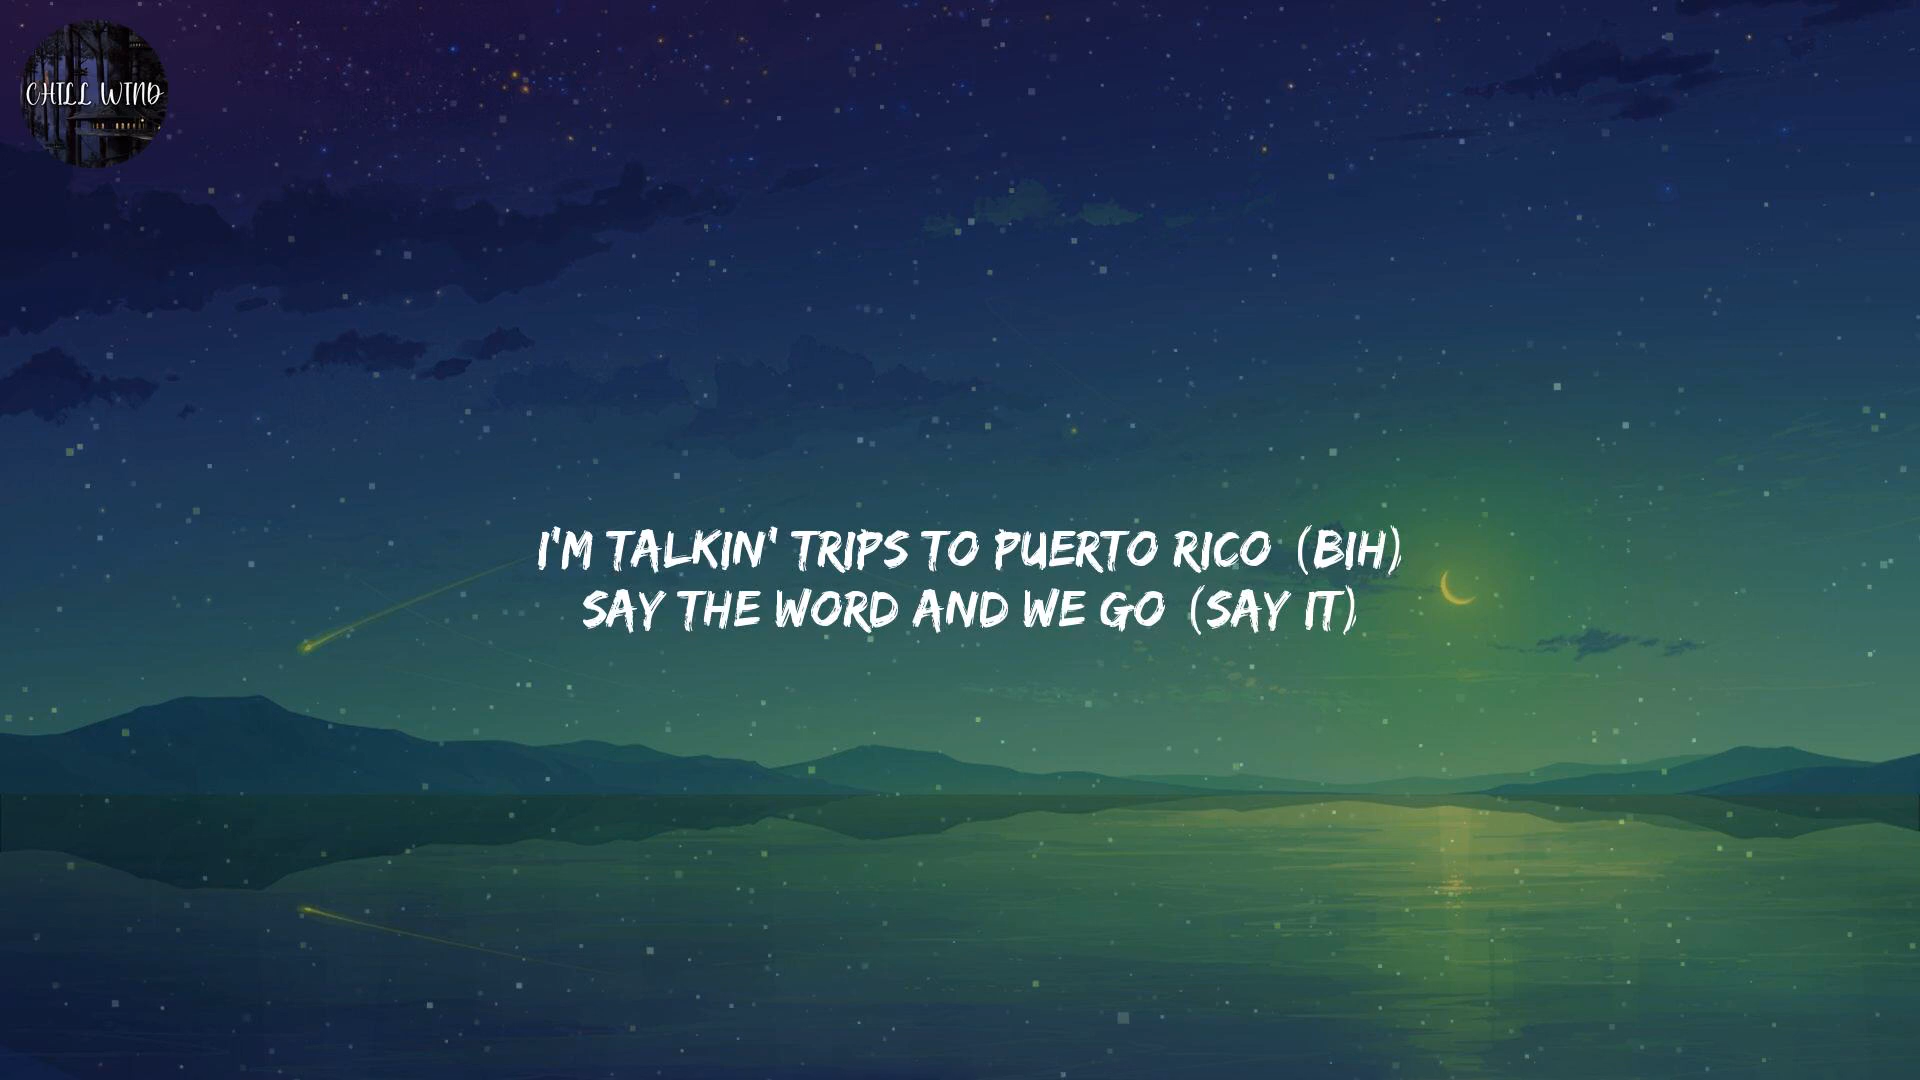 CHILL WIND
I'M TALKIN' TRIPS TO PUERTO RICO (BIH)
SAY THE WORD AND WE GO (SAY IT)